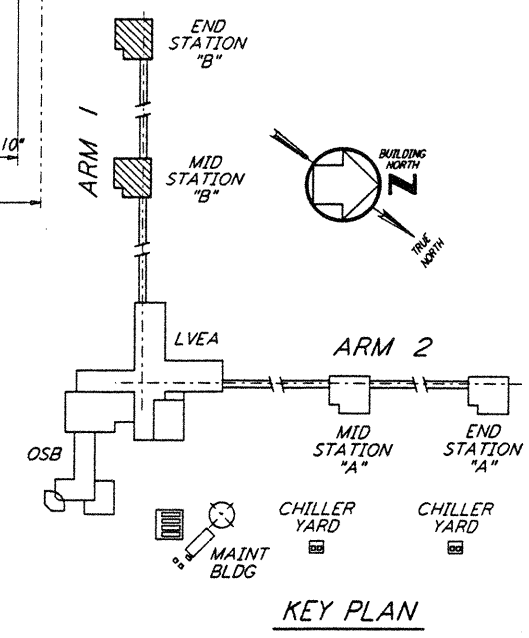 END
STATION
"B"
10"
ARM 1
MID
STATION
"B"
BUILDING
NORTH
N
TRUE
NORTH
LVEA
ARM 2
MID
STATION
"A"
END
STATION
"A"
OSB
CHILLER
YARD
CHILLER
YARD
MAINT
BLDG
KEY PLAN